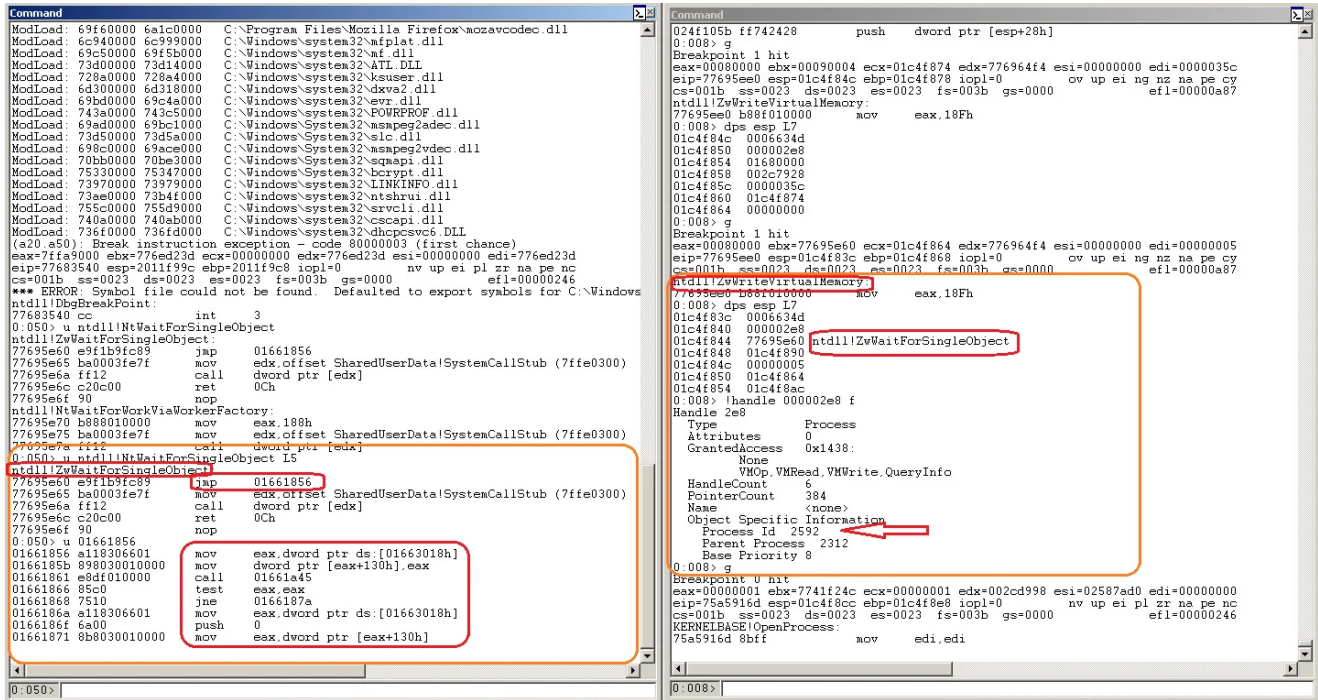 Command
ModLoad: 69f60000 6a1c0000   C:\Program Files\Mozilla Firefox\mozavcodec.dll
ModLoad: 6c940000 6c999000   C:\Windows\system32\mfplat.dll
ModLoad: 69c50000 69f5b000   C:\Windows\system32\mf.dll
ModLoad: 73d00000 73d14000   C:\Windows\system32\ATL.DLL
ModLoad: 728a0000 728a4000   C:\Windows\system32\ksuser.dll
ModLoad: 6d300000 6d318000   C:\Windows\system32\dxva2.dll
ModLoad: 69bd0000 69c4a000   C:\Windows\system32\evr.dll
ModLoad: 743a0000 743c5000   C:\Windows\system32\POWRPROF.dll
ModLoad: 69ad0000 69bc1000   C:\Windows\System32\msmpeg2adec.dll
ModLoad: 73d50000 73d5a000   C:\Windows\System32\slc.dll
ModLoad: 698c0000 69ace000   C:\Windows\System32\msmpeg2vdec.dll
ModLoad: 70bb0000 70be3000   C:\Windows\System32\sqmapi.dll
ModLoad: 75330000 75347000   C:\Windows\System32\bcrypt.dll
ModLoad: 73970000 73979000   C:\Windows\System32\LINKINFO.dll
ModLoad: 73ae0000 73b4f000   C:\Windows\system32\ntshrui.dll
ModLoad: 755c0000 755d9000   C:\Windows\system32\srvcli.dll
ModLoad: 740a0000 740ab000   C:\Windows\system32\cscapi.dll
ModLoad: 736f0000 736fd000   C:\Windows\system32\dhcpcsvc6.DLL
(a20.a50): Break instruction exception - code 80000003 (first chance)
eax=7ffa9000 ebx=776ed23d ecx=00000000 edx=776ed23d esi=00000000 edi=00000000
eip=77683540 esp=2011f99c ebp=2011f9c8 iopl=0         nv up ei pl zr na pe nc
cs=001b  ss=0023  ds=0023  es=0023  fs=003b  gs=0000             efl=00000246
*** ERROR: Symbol file could not be found.  Defaulted to export symbols for C:\Windows
ntdll!DbgBreakPoint:
77683540 cc              int     3
0:050> u ntdll!NtWaitForSingleObject
ntdll!ZwWaitForSingleObject:
77695e60 e9f1b9fc89      jmp     01661856
77695e65 ba0003fe7f      mov     edx,offset SharedUserData!SystemCallStub (7ffe0300)
77695e6a ff12            call    dword ptr [edx]
77695e6c c20c00          ret     0Ch
77695e6f 90              nop
ntdll!NtWaitForWorkViaWorkerFactory:
77695e70 b888010000      mov     eax,188h
77695e75 ba0003fe7f      mov     edx,offset SharedUserData!SystemCallStub (7ffe0300)
77695e7a ff12            call    dword ptr [edx]
0:050> u ntdll!NtWaitForSingleObject L5
ntdll!ZwWaitForSingleObject
77695e60 e9f1b9fc89      jmp     01661856
77695e65 ba0003fe7f      mov     edx,offset SharedUserData!SystemCallStub (7ffe0300)
77695e6a ff12            call    dword ptr [edx]
77695e6c c20c00          ret     0Ch
77695e6f 90              nop
0:050> u 01661856
01661856 a118306601      mov     eax,dword ptr ds:[01663018h]
0166185b 898030010000    mov     dword ptr [eax+130h],eax
01661861 e8df010000      call    01661a45
01661866 85c0            test    eax,eax
01661868 7510            jne     0166187a
0166186a a118306601      mov     eax,dword ptr ds:[01663018h]
0166186f 6a00            push    0
01661871 8b8030010000    mov     eax,dword ptr [eax+130h]
0:050>
Command
024f105b ff742428        push    dword ptr [esp+28h]
0:008> g
Breakpoint 1 hit
eax=00080000 ebx=00090004 ecx=01c4f874 edx=776964f4 esi=00000000 edi=0000035c
eip=77695ee0 esp=01c4f84c ebp=01c4f878 iopl=0         ov up ei ng nz na pe cy
cs=001b  ss=0023  ds=0023  es=0023  fs=003b  gs=0000             efl=00000a87
ntdll!ZwWriteVirtualMemory:
77695ee0 b88f010000      mov     eax,18Fh
0:008> dps esp L7
01c4f84c  0006634d
01c4f850  000002e8
01c4f854  01680000
01c4f858  002c7928
01c4f85c  0000035c
01c4f860  01c4f874
01c4f864  00000000
0:008> g
Breakpoint 1 hit
eax=00080000 ebx=77695e60 ecx=01c4f864 edx=776964f4 esi=00000000 edi=00000005
eip=77695ee0 esp=01c4f83c ebp=01c4f868 iopl=0         ov up ei ng nz na pe cy
cs=001b  ss=0023  ds=0023  es=0023  fs=003b  gs=0000             efl=00000a87
ntdll!ZwWriteVirtualMemory:
77695ee0 b88f010000      mov     eax,18Fh
0:008> dps esp L7
01c4f83c  0006634d
01c4f840  000002e8
01c4f844  77695e60 ntdll!ZwWaitForSingleObject
01c4f848  01c4f890
01c4f84c  00000005
01c4f850  01c4f864
01c4f854  01c4f8ac
0:008> !handle 000002e8 f
Handle 2e8
Type           Process
Attributes     0
GrantedAccess  0x1438:
None
VMOp,VMRead,VMWrite,QueryInfo
HandleCount    6
PointerCount   384
Name           <none>
Object Specific Information
Process Id  2592
Parent Process  2312
Base Priority 8
0:008> g
Breakpoint 0 hit
eax=00000001 ebx=7741f24c ecx=00000001 edx=002cd998 esi=02587ad0 edi=00000000
eip=75a5916d esp=01c4f8cc ebp=01c4f8e8 iopl=0         nv up ei pl zr na pe nc
cs=001b  ss=0023  ds=0023  es=0023  fs=003b  gs=0000             efl=00000246
KERNELBASE!OpenProcess:
75a5916d 8bff            mov     edi,edi
0:008>